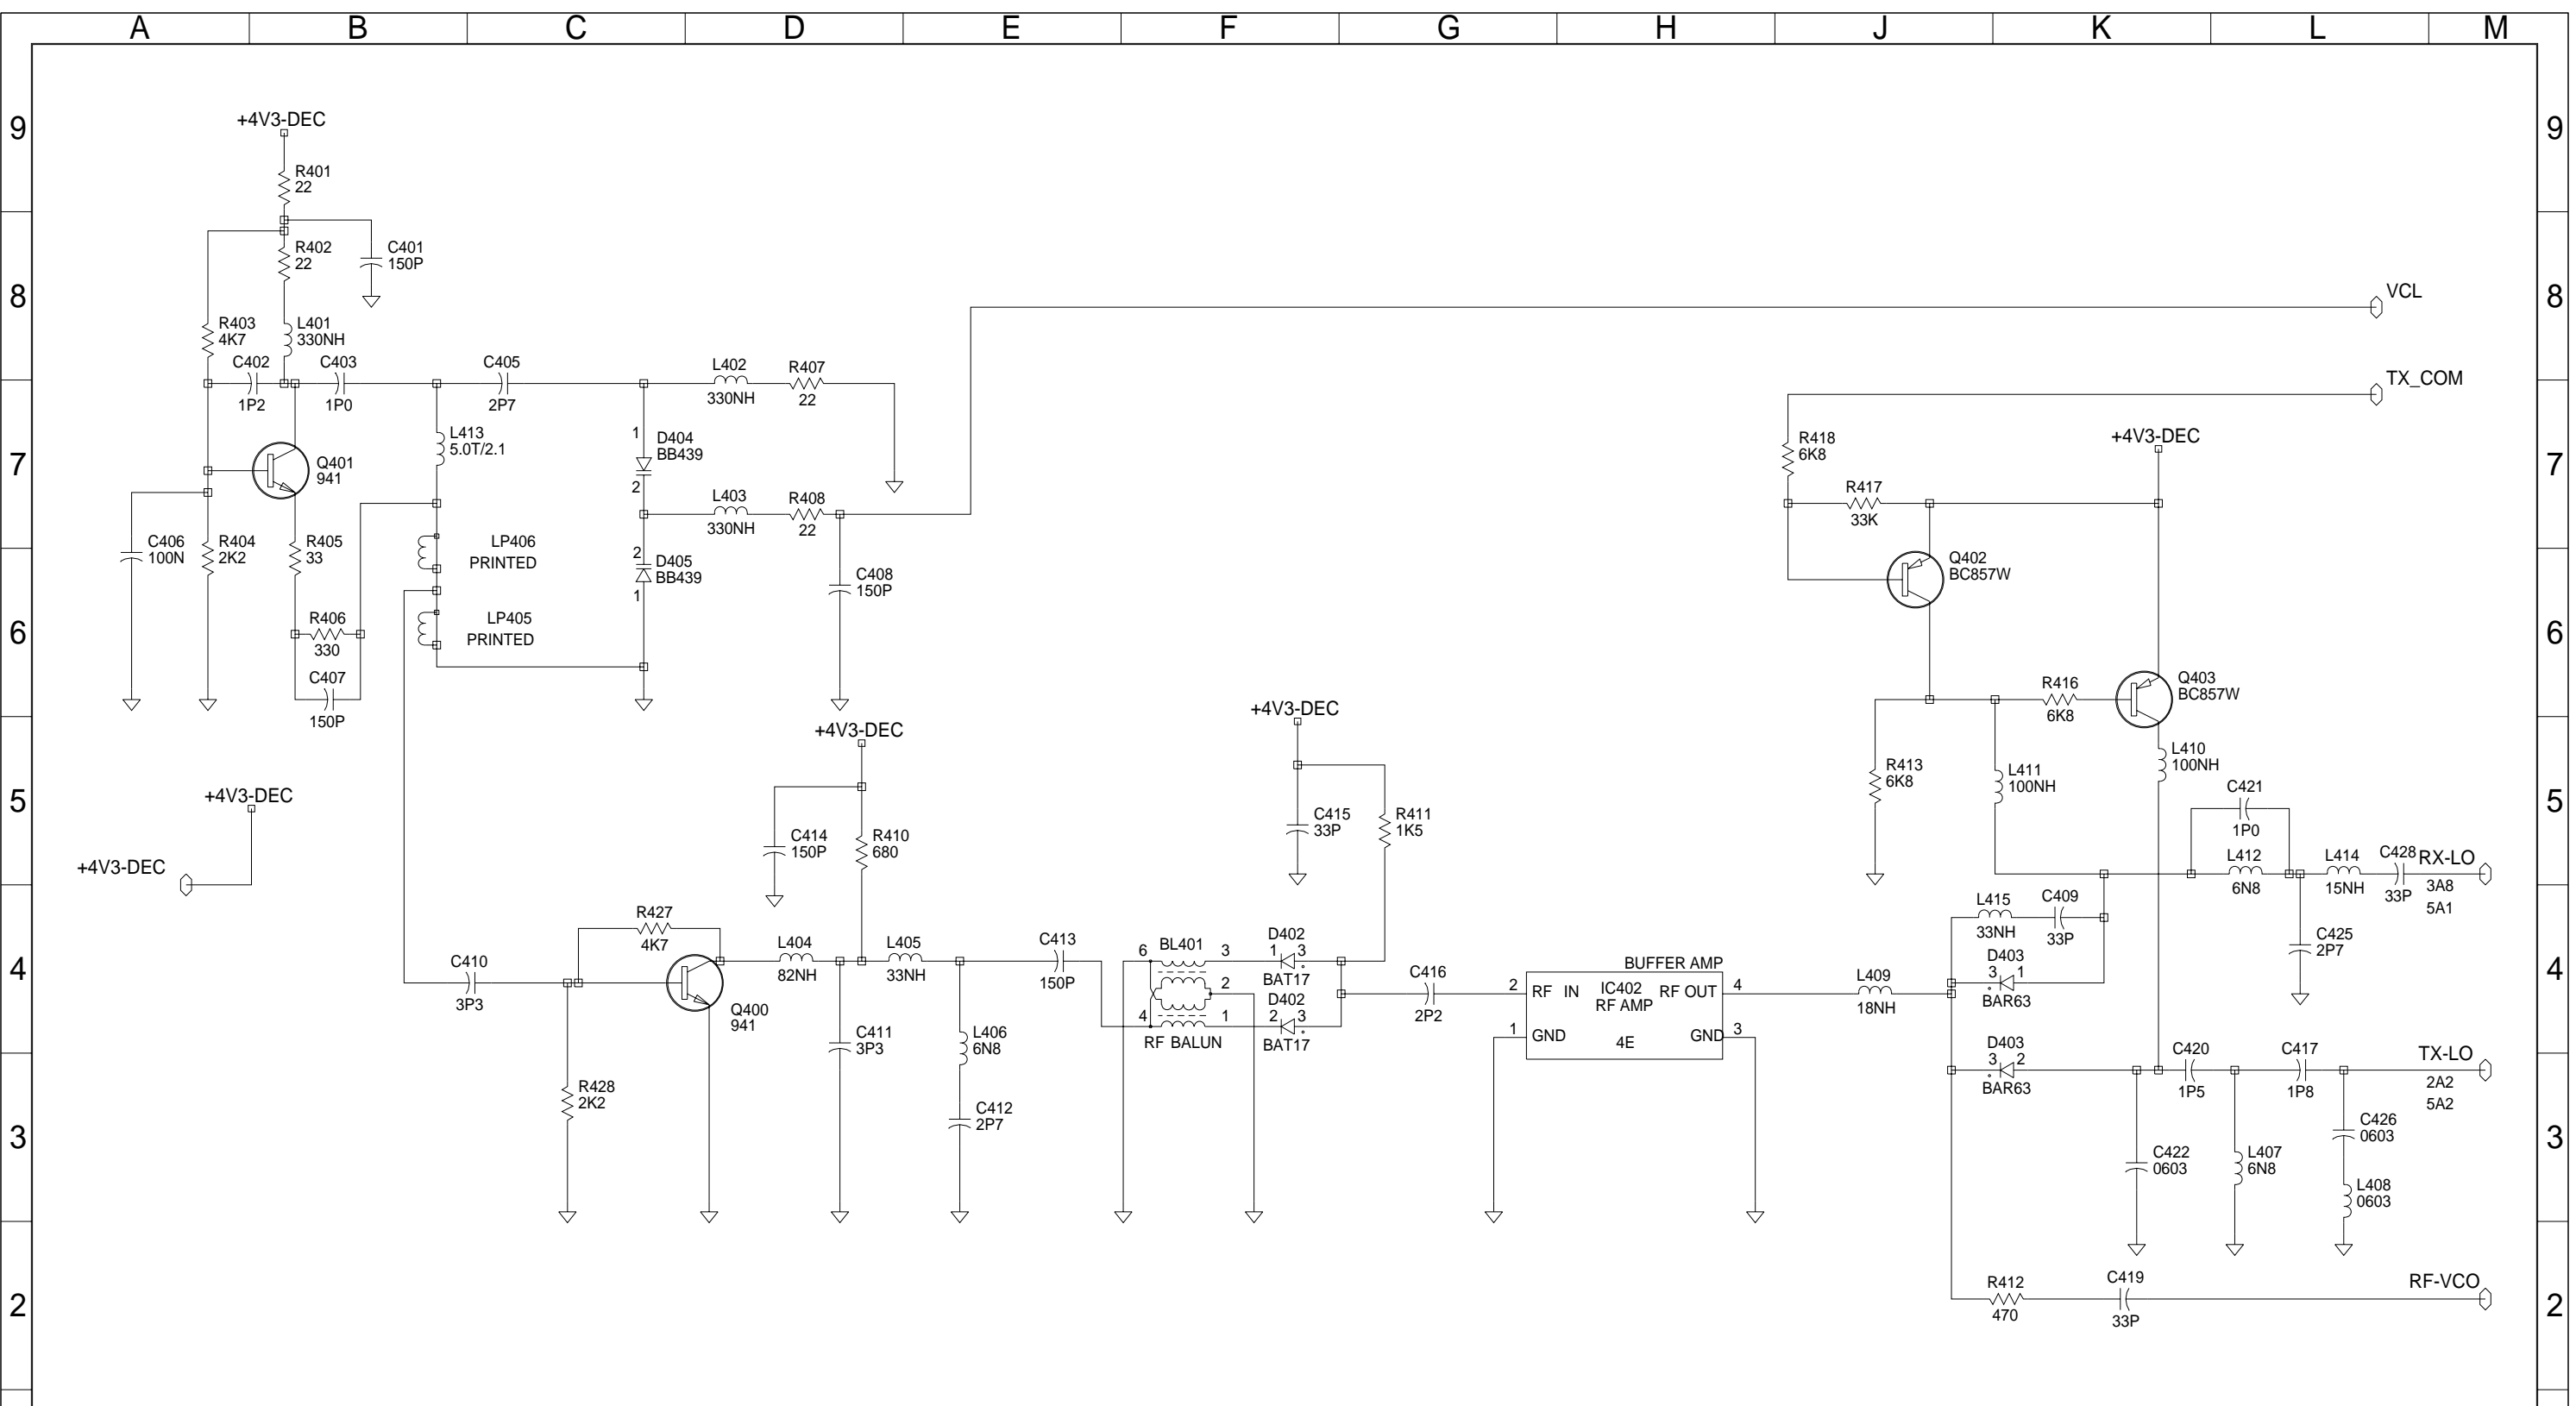 A B C D E F G H J K L M
9 9
+4V3-DEC
R401
22
R402
22
C401
150P
8 8
VCL
R403
4K7
L401
330NH
C402
1P2
C403
1P0
C405
2P7
L402
330NH
R407
22
TX_COM
7 7
L413
5.0T/2.1
1
D404
BB439
2
Q401
941
R418
6K8
+4V3-DEC
L403
330NH
R408
22
R417
33K
C406
100N
R404
2K2
R405
33
LP406
PRINTED
2
D405
BB439
1
C408
150P
Q402
BC857W
6 6
R406
330
LP405
PRINTED
C407
150P
R416
6K8
Q403
BC857W
+4V3-DEC
+4V3-DEC
5 5
+4V3-DEC
+4V3-DEC
C414
150P
R410
680
C415
33P
R411
1K5
R413
6K8
L411
100NH
L410
100NH
C421
1P0
L412
6N8
L414
15NH
C428
33P
RX-LO
3A8
5A1
4 4
R427
4K7
L415
33NH
C409
33P
C425
2P7
C410
3P3
Q400
941
L404
82NH
L405
33NH
C413
150P
6 BL401 3
2
4 1
RF BALUN
D402
1 3
BAT17
D402
2 3
BAT17
C416
2P2
BUFFER AMP
2 RF IN IC402 RF OUT 4
RF AMP
1 GND 4E GND 3
L409
18NH
D403
3 1
BAR63
C411
3P3
L406
6N8
D403
3 2
BAR63
C420
1P5
C417
1P8
TX-LO
2A2
5A2
3 3
R428
2K2
C412
2P7
C422
0603
L407
6N8
C426
0603
L408
0603
2 2
R412
470
C419
33P
RF-VCO